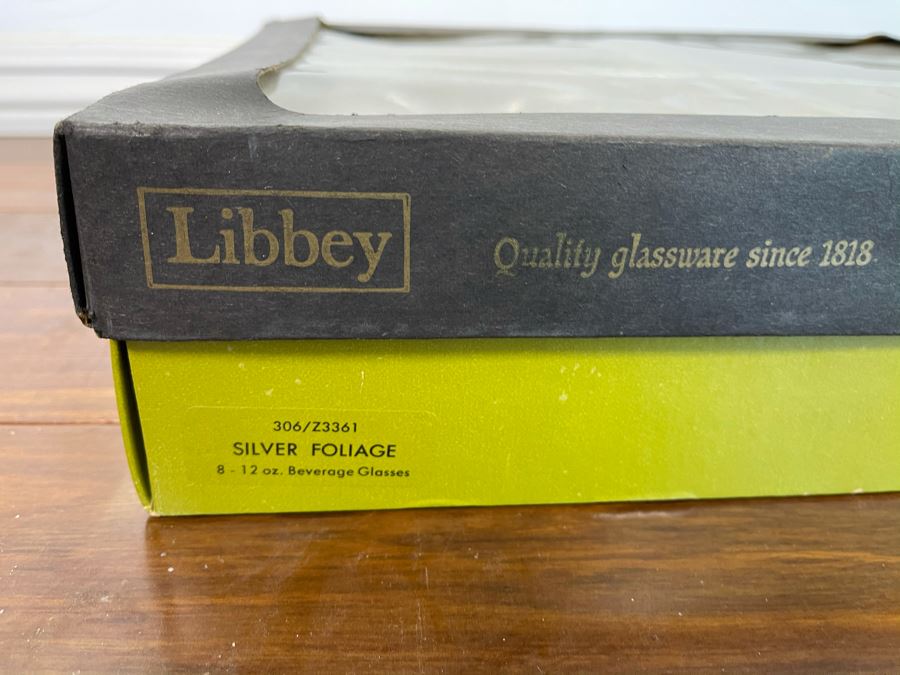 Libbey
Quality glassware since 1818
306/Z3361
SILVER FOLIAGE
8 - 12 oz. Beverage Glasses